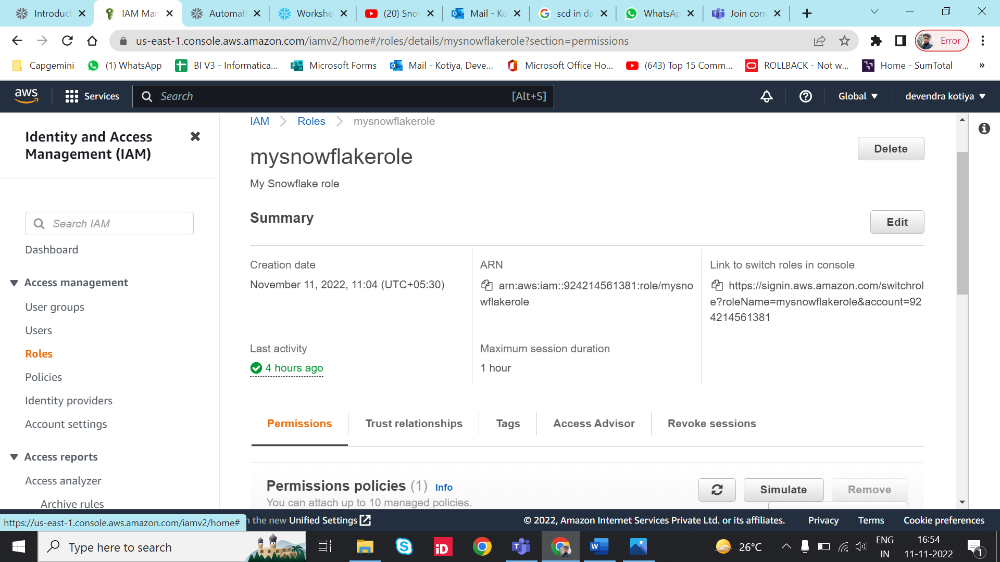 Introduct
IAM Man
Automati
Workshe
(20) Snov
Mail - Ko
scd in da
WhatsAp
Join conv
us-east-1.console.aws.amazon.com/iamv2/home#/roles/details/mysnowflakerole?section=permissions
Error
Capgemini
(1) WhatsApp
BI V3 - Informatica...
Microsoft Forms
Mail - Kotiya, Deve...
Microsoft Office Ho...
(643) Top 15 Comm...
ROLLBACK - Not w...
Home - SumTotal
»
aws
Services
Search
[Alt+S]
Global
devendra kotiya
Identity and Access
Management (IAM)
Search IAM
Dashboard
Access management
User groups
Users
Roles
Policies
Identity providers
Account settings
Access reports
Access analyzer
Archive rules
IAM
Roles
mysnowflakerole
mysnowflakerole
Delete
My Snowflake role
Summary
Edit
Creation date
November 11, 2022, 11:04 (UTC+05:30)
ARN
arn:aws:iam::924214561381:role/mysno
wflakerole
Link to switch roles in console
https://signin.aws.amazon.com/switchrol
e?roleName=mysnowflakerole&account=92
4214561381
Last activity
4 hours ago
Maximum session duration
1 hour
Permissions
Trust relationships
Tags
Access Advisor
Revoke sessions
Permissions policies (1) Info
You can attach up to 10 managed policies.
Simulate
Remove
https://us-east-1.console.aws.amazon.com/iamv2/home#
the new Unified Settings
© 2022, Amazon Internet Services Private Ltd. or its affiliates.
Privacy
Terms
Cookie preferences
Type here to search
iD
W
26°C
ENG
IN
16:54
11-11-2022
1